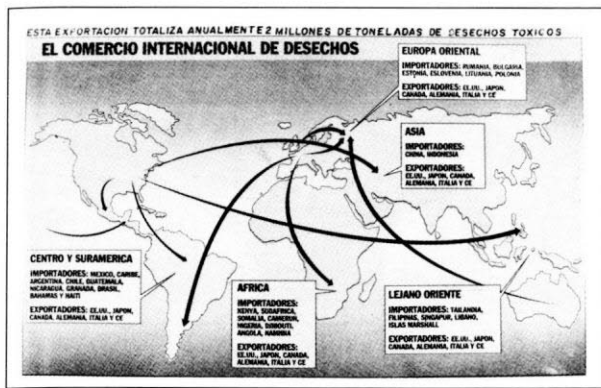 ESTA EXPORTACION TOTALIZA ANUALMENTE 2 MILLONES DE TONELADAS DE DESECHOS TOXICOS
EL COMERCIO INTERNACIONAL DE DESECHOS
EUROPA ORIENTAL
IMPORTADORES: RUMANIA, BULGARIA,
ESTONIA, ESLOVENIA, LITUANIA, POLONIA
EXPORTADORES: EE.UU., JAPON,
CANADA, ALEMANIA, ITALIA Y CE
ASIA
IMPORTADORES:
CHINA, INDONESIA
EXPORTADORES:
EE.UU., JAPON, CANADA,
ALEMANIA, ITALIA Y CE
CENTRO Y SURAMERICA
IMPORTADORES: MEXICO, CARIBE,
ARGENTINA, CHILE, GUATEMALA,
NICARAGUA, GRANADA, BRASIL,
BAHAMAS Y HAITI
EXPORTADORES: EE.UU., JAPON,
CANADA, ALEMANIA, ITALIA Y CE
AFRICA
IMPORTADORES:
KENYA, SUDAFRICA,
SOMALIA, CAMERUN,
NIGERIA, DJIBOUTI,
ANGOLA, NAMIBIA
EXPORTADORES:
EE.UU., JAPON, CANADA,
ALEMANIA, ITALIA Y CE
LEJANO ORIENTE
IMPORTADORES: TAILANDIA,
FILIPINAS, SINGAPUR, LIBANO,
ISLAS MARSHALL
EXPORTADORES: EE.UU., JAPON,
CANADA, ALEMANIA, ITALIA Y CE